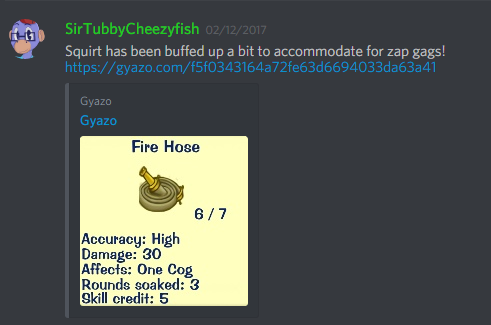 SirTubbyCheezyfish 02/12/2017
Squirt has been buffed up a bit to accommodate for zap gags!
https://gyazo.com/f5f0343164a72fe63d6694033da63a41
Gyazo
Gyazo
Fire Hose
6 / 7
Accuracy: High
Damage: 30
Affects: One Cog
Rounds soaked: 3
Skill credit: 5